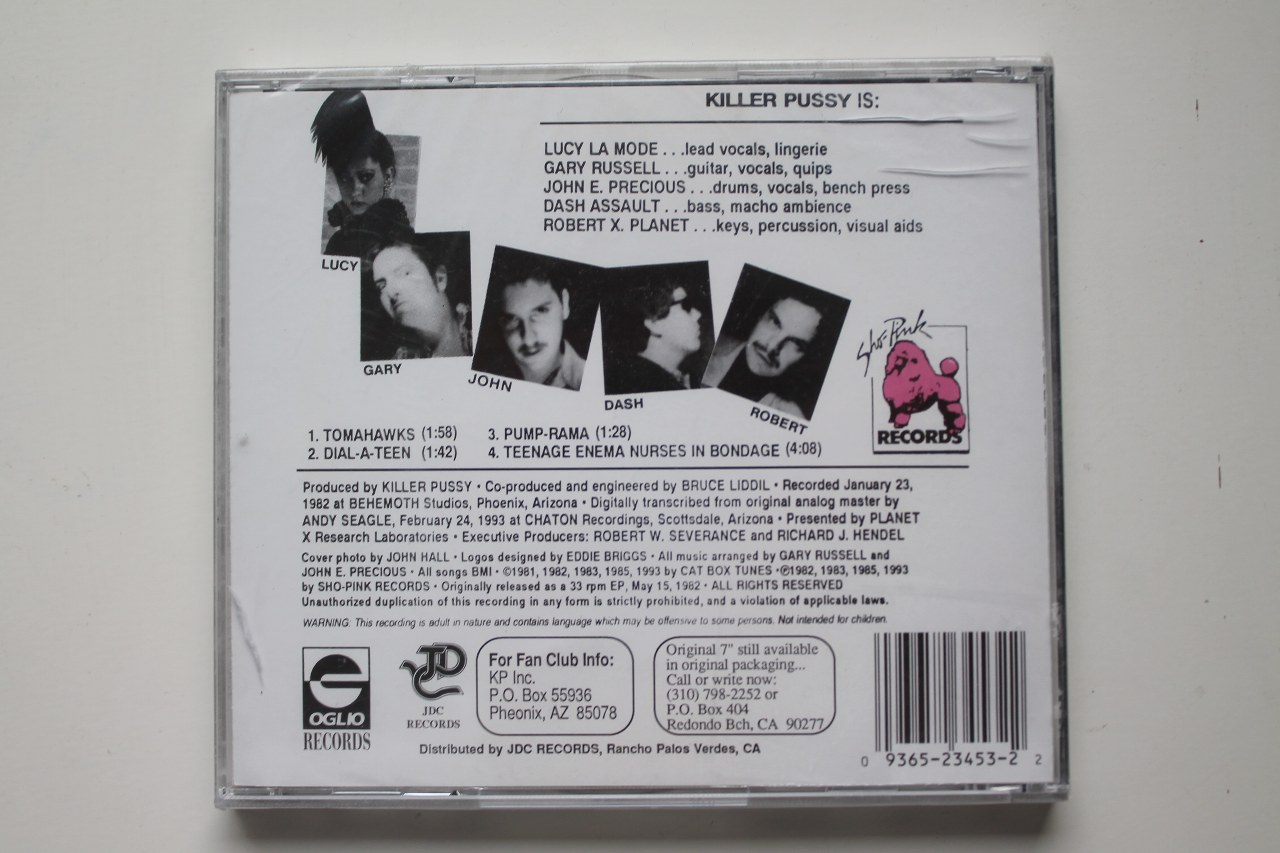 KILLER PUSSY IS:
LUCY LA MODE . . .lead vocals, lingerie
GARY RUSSELL . . .guitar, vocals, quips
JOHN E. PRECIOUS . . .drums, vocals, bench press
DASH ASSAULT . . .bass, macho ambience
ROBERT X. PLANET . . .keys, percussion, visual aids
LUCY
GARY
JOHN
DASH
ROBERT
Sho-Pink
RECORDS
1. TOMAHAWKS (1:58)
2. DIAL-A-TEEN (1:42)
3. PUMP-RAMA (1:28)
4. TEENAGE ENEMA NURSES IN BONDAGE (4:08)
Produced by KILLER PUSSY • Co-produced and engineered by BRUCE LIDDIL • Recorded January 23,
1982 at BEHEMOTH Studios, Phoenix, Arizona • Digitally transcribed from original analog master by
ANDY SEAGLE, February 24, 1993 at CHATON Recordings, Scottsdale, Arizona • Presented by PLANET
X Research Laboratories • Executive Producers: ROBERT W. SEVERANCE and RICHARD J. HENDEL
Cover photo by JOHN HALL • Logos designed by EDDIE BRIGGS • All music arranged by GARY RUSSELL and
JOHN E. PRECIOUS • All songs BMI • ©1981, 1982, 1983, 1985, 1993 by CAT BOX TUNES •℗1982, 1983, 1985, 1993
by SHO-PINK RECORDS • Originally released as a 33 rpm EP, May 15, 1982 • ALL RIGHTS RESERVED
Unauthorized duplication of this recording in any form is strictly prohibited, and a violation of applicable laws.
WARNING: This recording is adult in nature and contains language which may be offensive to some persons. Not intended for children.
OGLIO
RECORDS
JDC
JDC
RECORDS
For Fan Club Info:
KP Inc.
P.O. Box 55936
Pheonix, AZ 85078
Original 7" still available
in original packaging...
Call or write now:
(310) 798-2252 or
P.O. Box 404
Redondo Bch, CA 90277
Distributed by JDC RECORDS, Rancho Palos Verdes, CA
0 9365-23453-2 2